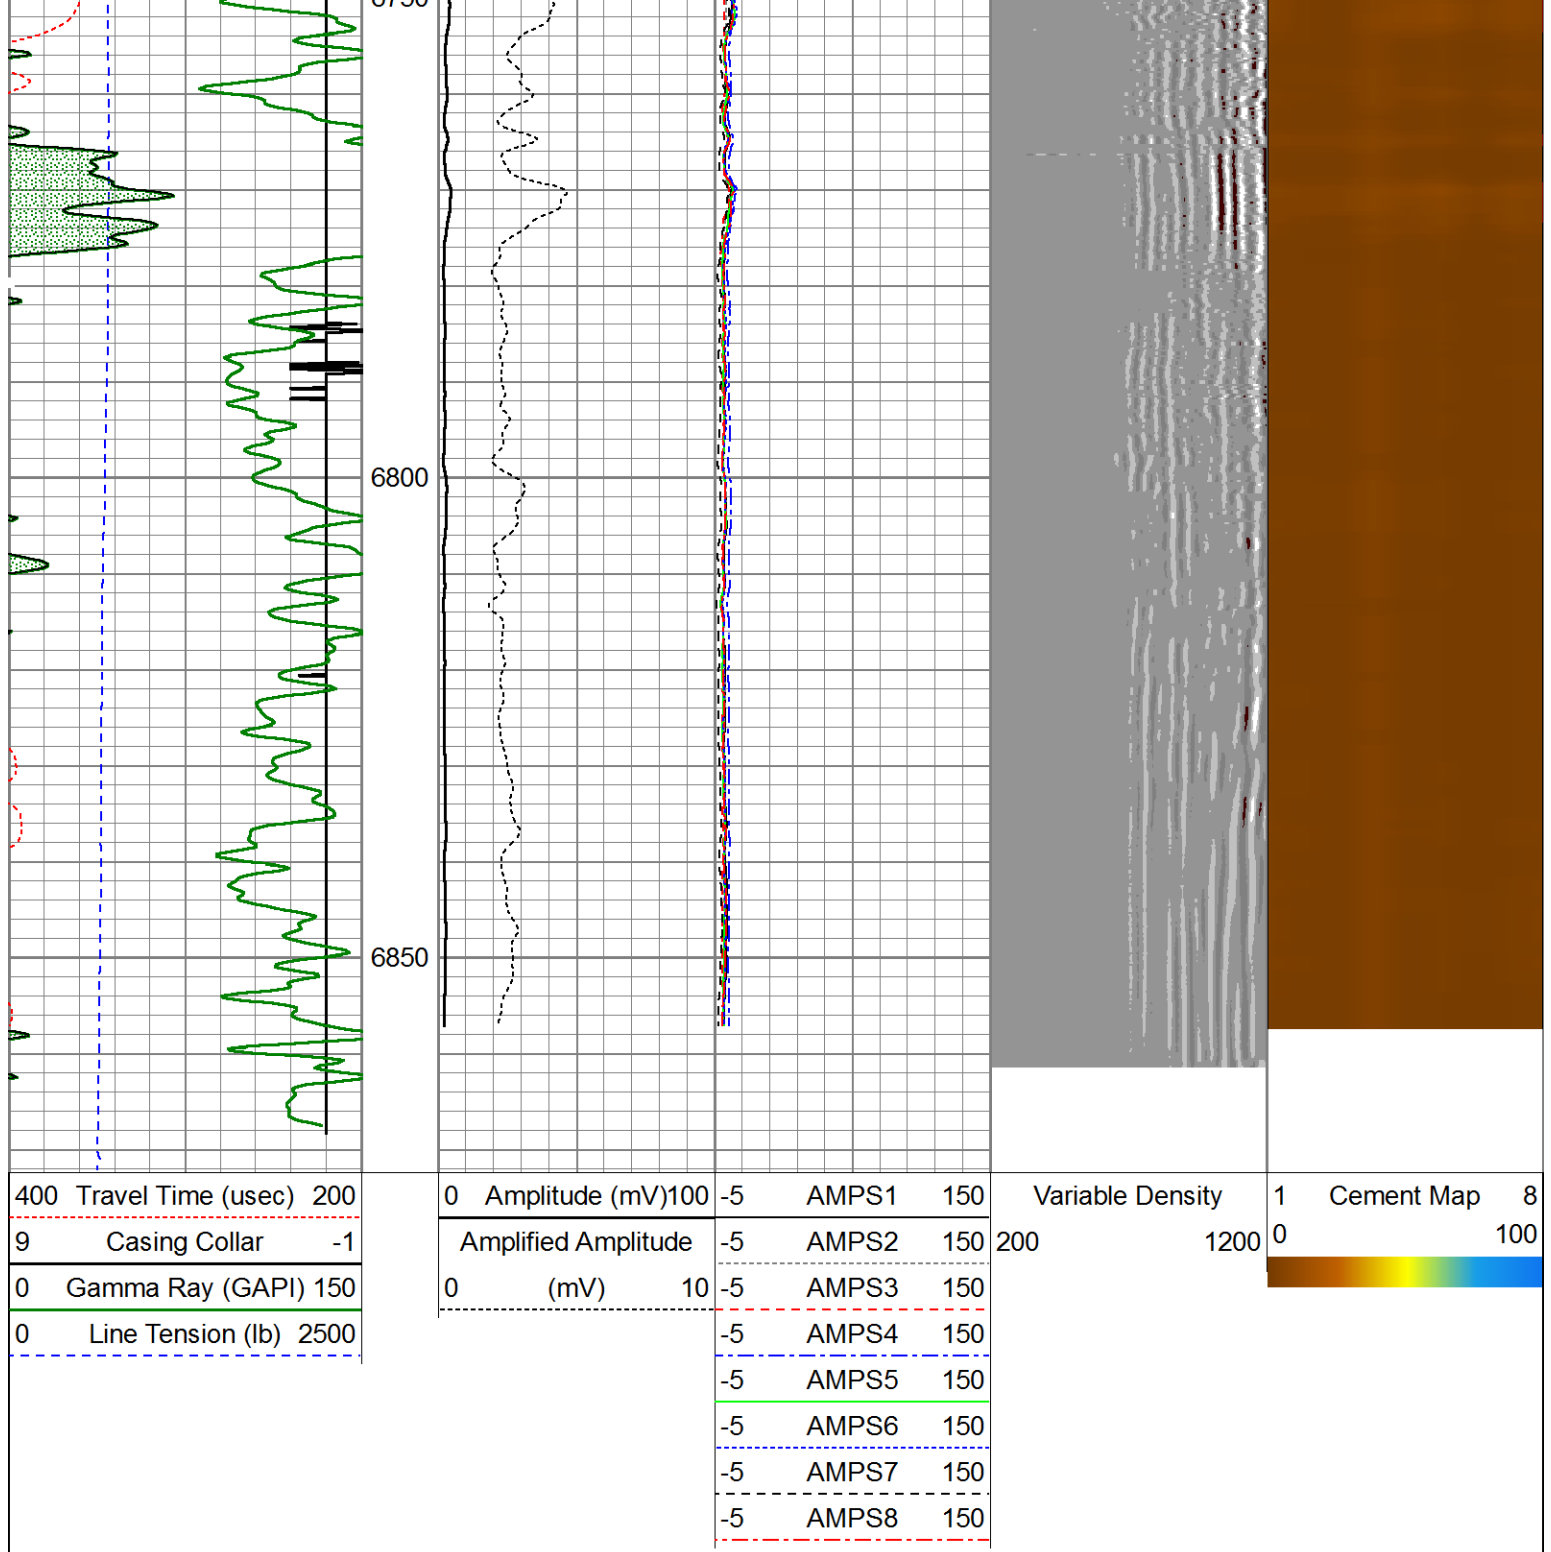 6750
6800
6850
400 Travel Time (usec) 200
9 Casing Collar -1
0 Gamma Ray (GAPI) 150
0 Line Tension (lb) 2500
0 Amplitude (mV)100
Amplified Amplitude
0 (mV) 10
-5 AMPS1 150
-5 AMPS2 150
-5 AMPS3 150
-5 AMPS4 150
-5 AMPS5 150
-5 AMPS6 150
-5 AMPS7 150
-5 AMPS8 150
Variable Density
200 1200
1 Cement Map 8
0 100